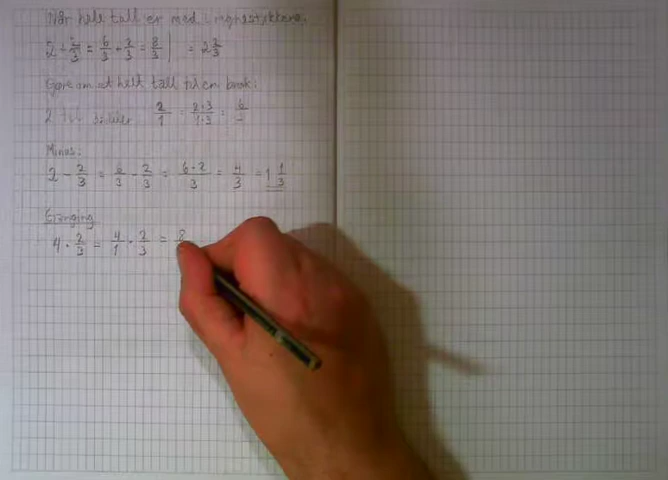 Når hele tall er med i regnestykkene,
2 + 2/3 = 6/3 + 2/3 = 8/3 = 2 2/3
Gjøre om et helt tall til en brøk:
2 2/1 = 2·3/1·3 = 6/3
Minus:
2 - 2/3 = 6/3 - 2/3 = 6-2/3 = 4/3 = 1 1/3
Ganging
4 · 2/3 = 4/1 · 2/3 = 8